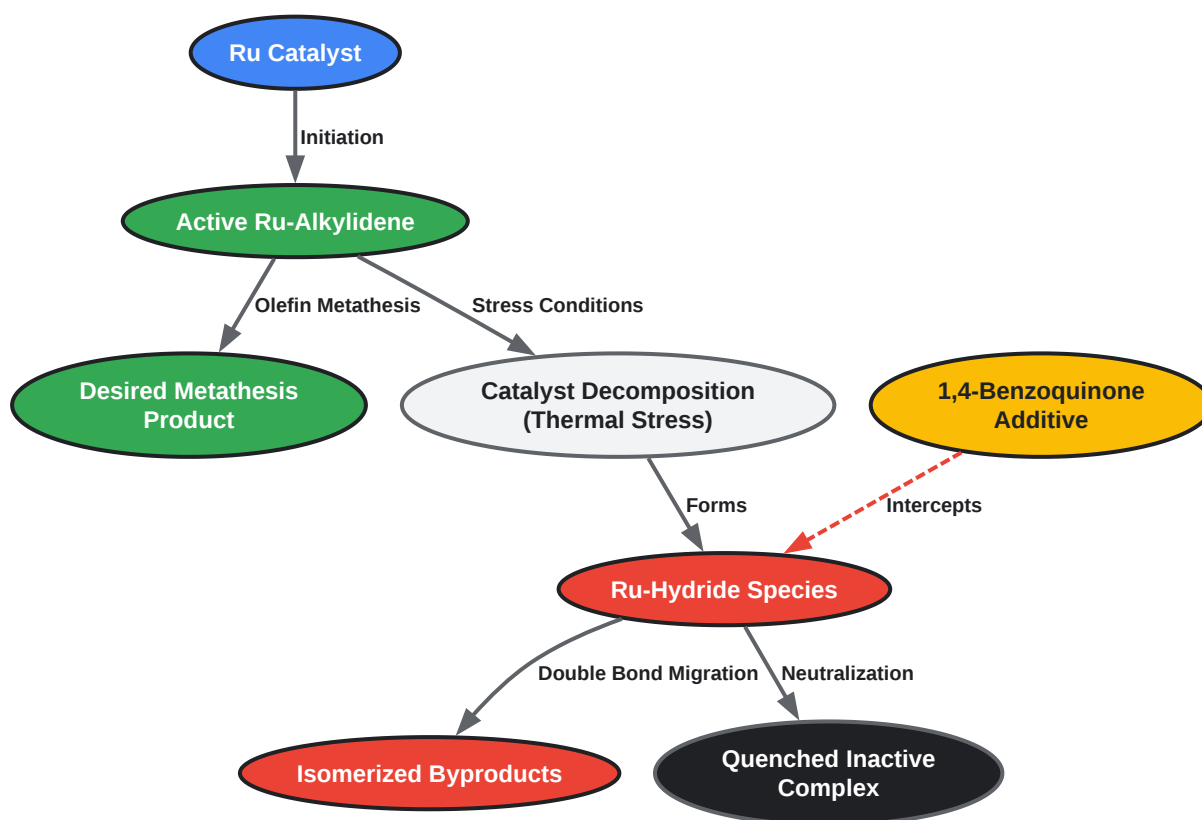 Ru Catalyst
Initiation
Active Ru-Alkylidene
Olefin Metathesis
Stress Conditions
Desired Metathesis
Product
Catalyst Decomposition
(Thermal Stress)
1,4-Benzoquinone
Additive
Forms
Intercepts
Ru-Hydride Species
Double Bond Migration
Neutralization
Isomerized Byproducts
Quenched Inactive
Complex